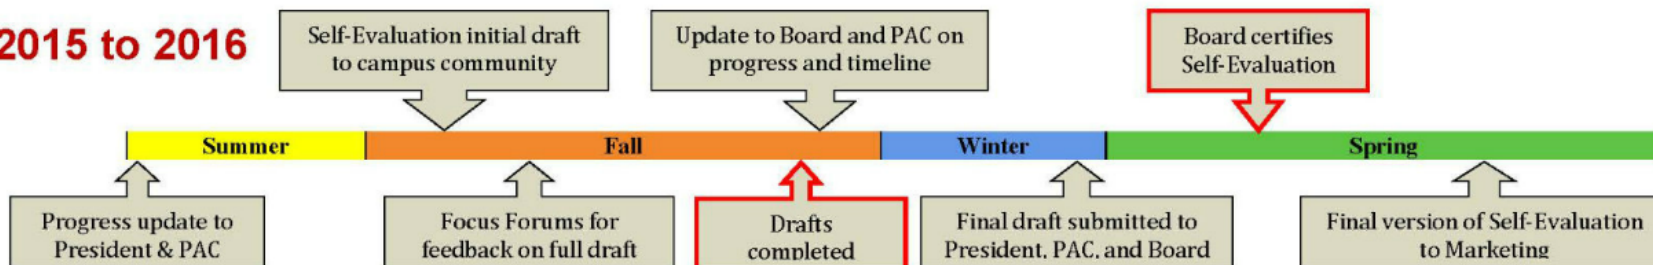 2015 to 2016
Self-Evaluation initial draft
to campus community
Update to Board and PAC on
progress and timeline
Board certifies
Self-Evaluation
Summer
Fall
Winter
Spring
Progress update to
President & PAC
Focus Forums for
feedback on full draft
Drafts
completed
Final draft submitted to
President, PAC, and Board
Final version of Self-Evaluation
to Marketing